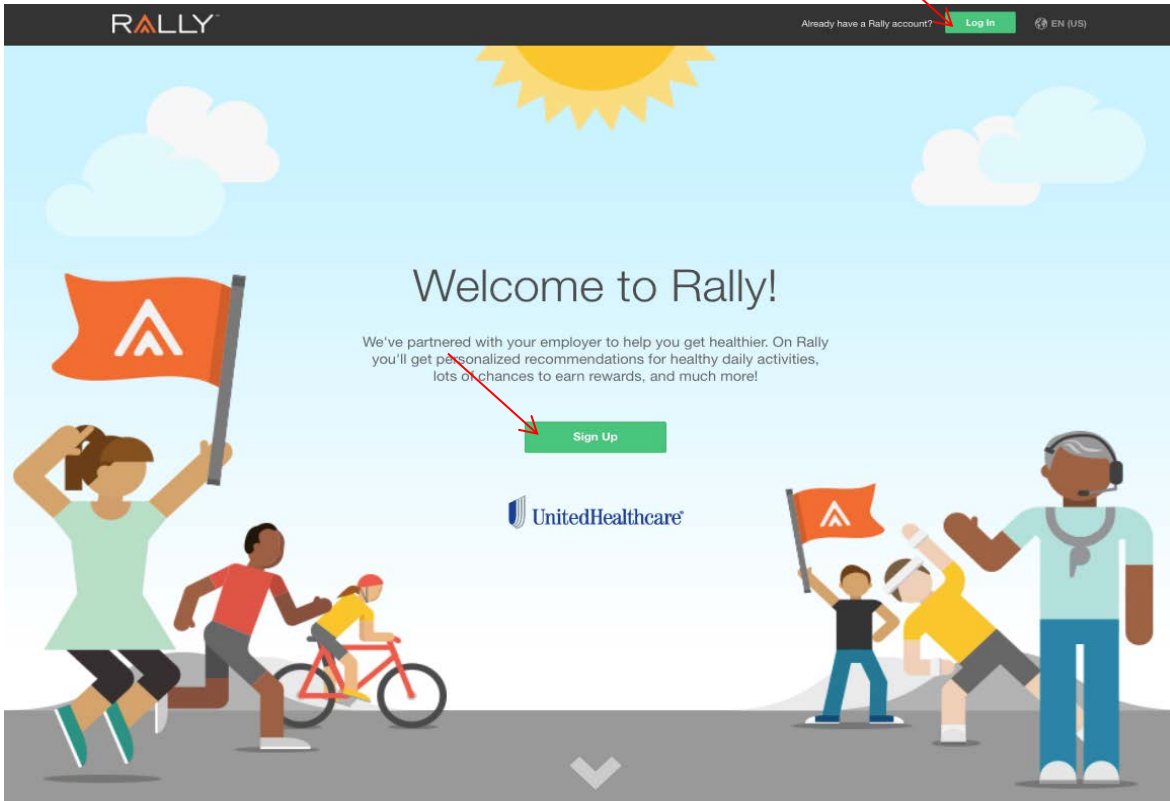 RALLY™
Already have a Rally account?
Log In
EN (US)
Welcome to Rally!
We've partnered with your employer to help you get healthier. On Rally
you'll get personalized recommendations for healthy daily activities,
lots of chances to earn rewards, and much more!
Sign Up
UnitedHealthcare®